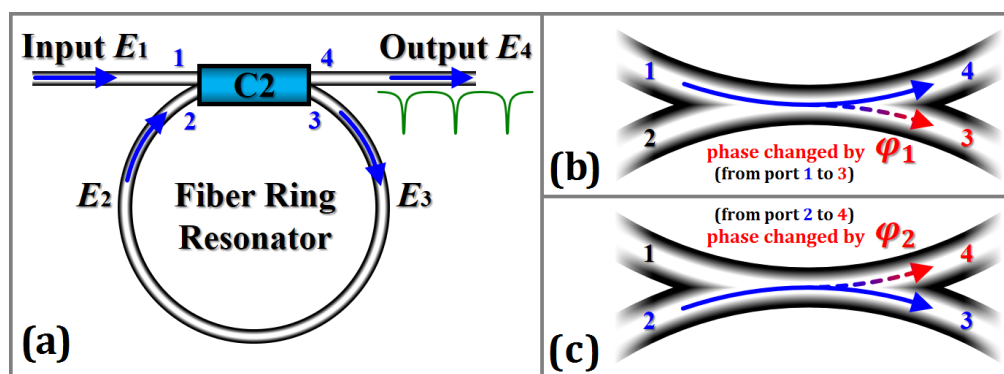 Input E1
Output E4
1
4
C2
2
3
E2
E3
Fiber Ring
Resonator
(a)
1
4
2
3
phase changed by φ1
(from port 1 to 3)
(b)
(from port 2 to 4)
phase changed by φ2
1
4
2
3
(c)